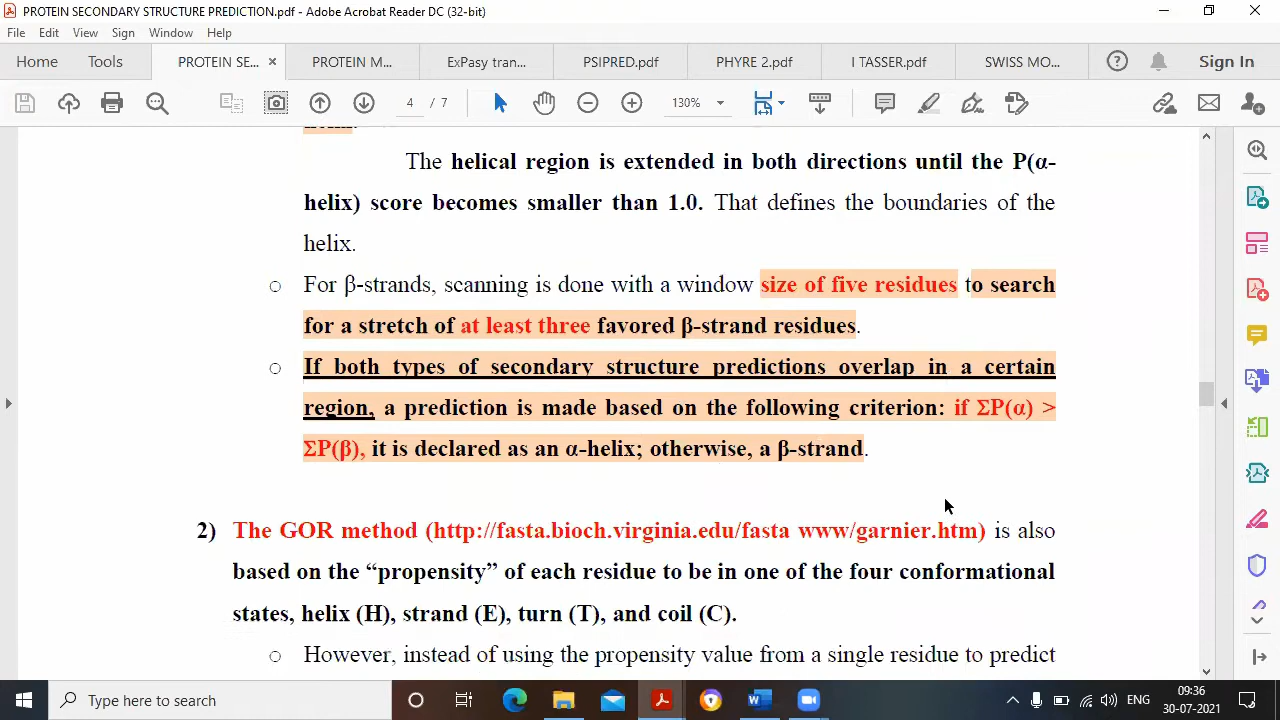 PROTEIN SECONDARY STRUCTURE PREDICTION.pdf - Adobe Acrobat Reader DC (32-bit)
File Edit View Sign Window Help
Home Tools PROTEIN SE... × PROTEIN M... ExPasy tran... PSIPRED.pdf PHYRE 2.pdf I TASSER.pdf SWISS MO... Sign In
4 / 7 130%
The helical region is extended in both directions until the P(α-
helix) score becomes smaller than 1.0. That defines the boundaries of the
helix.
○ For β-strands, scanning is done with a window size of five residues to search
for a stretch of at least three favored β-strand residues.
○ If both types of secondary structure predictions overlap in a certain
region, a prediction is made based on the following criterion: if ΣP(α) >
ΣP(β), it is declared as an α-helix; otherwise, a β-strand.
2) The GOR method (http://fasta.bioch.virginia.edu/fasta www/garnier.htm) is also
based on the “propensity” of each residue to be in one of the four conformational
states, helix (H), strand (E), turn (T), and coil (C).
○ However, instead of using the propensity value from a single residue to predict
Type here to search ENG 09:36
30-07-2021